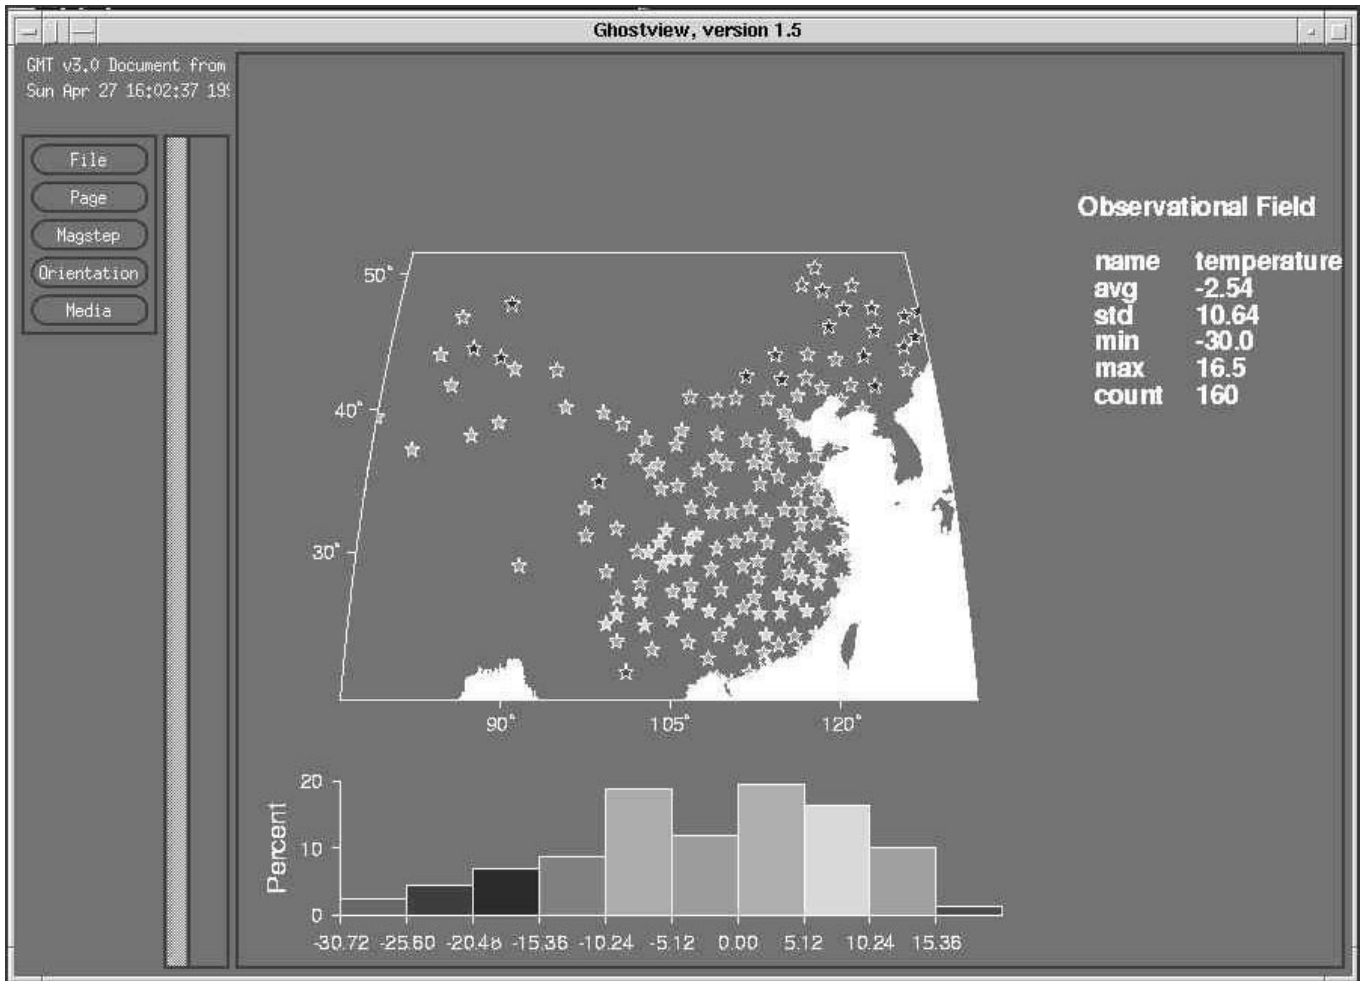 Ghostview, version 1.5
GMT v3.0 Document from
Sun Apr 27 16:02:37 199
File
Page
Magstep
Orientation
Media
Observational Field
name temperature
avg -2.54
std 10.64
min -30.0
max 16.5
count 160
50°
40°
30°
90° 105° 120°
Percent
20
10
0
-30.72 -25.60 -20.48 -15.36 -10.24 -5.12 0.00 5.12 10.24 15.36